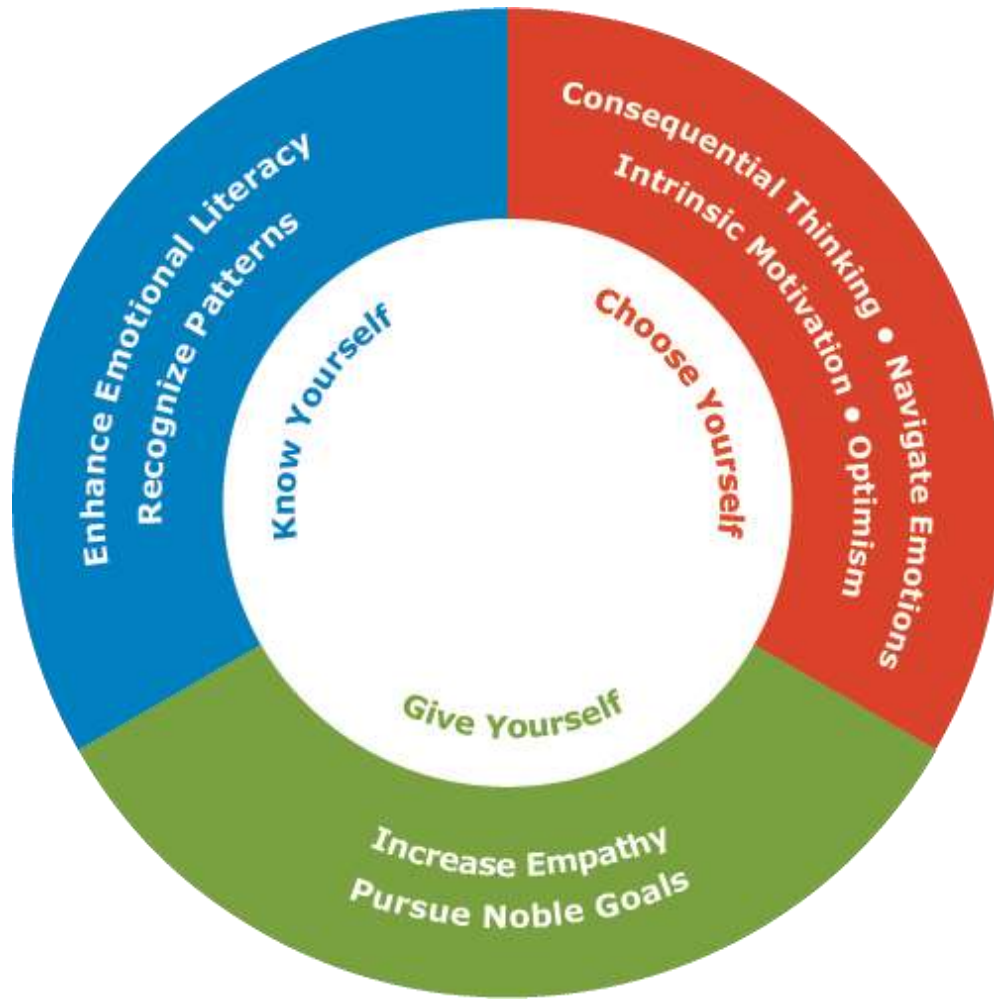 Enhance Emotional Literacy
Recognize Patterns
Know Yourself
Consequential Thinking • Navigate Emotions
Intrinsic Motivation • Optimism
Choose Yourself
Give Yourself
Increase Empathy
Pursue Noble Goals